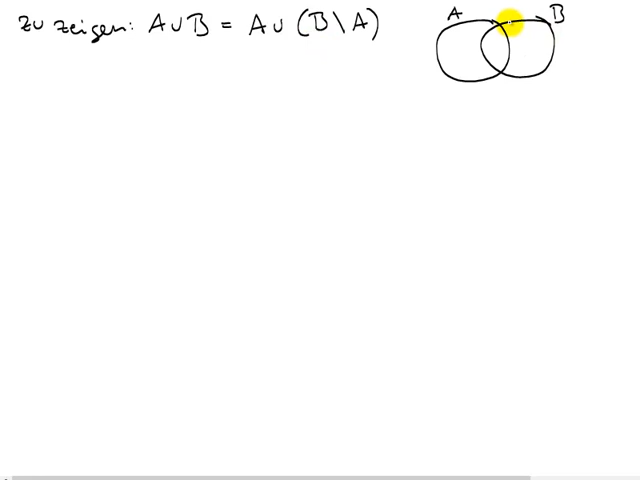 zu zeigen: A ∪ B = A ∪ (B \ A)
A
B